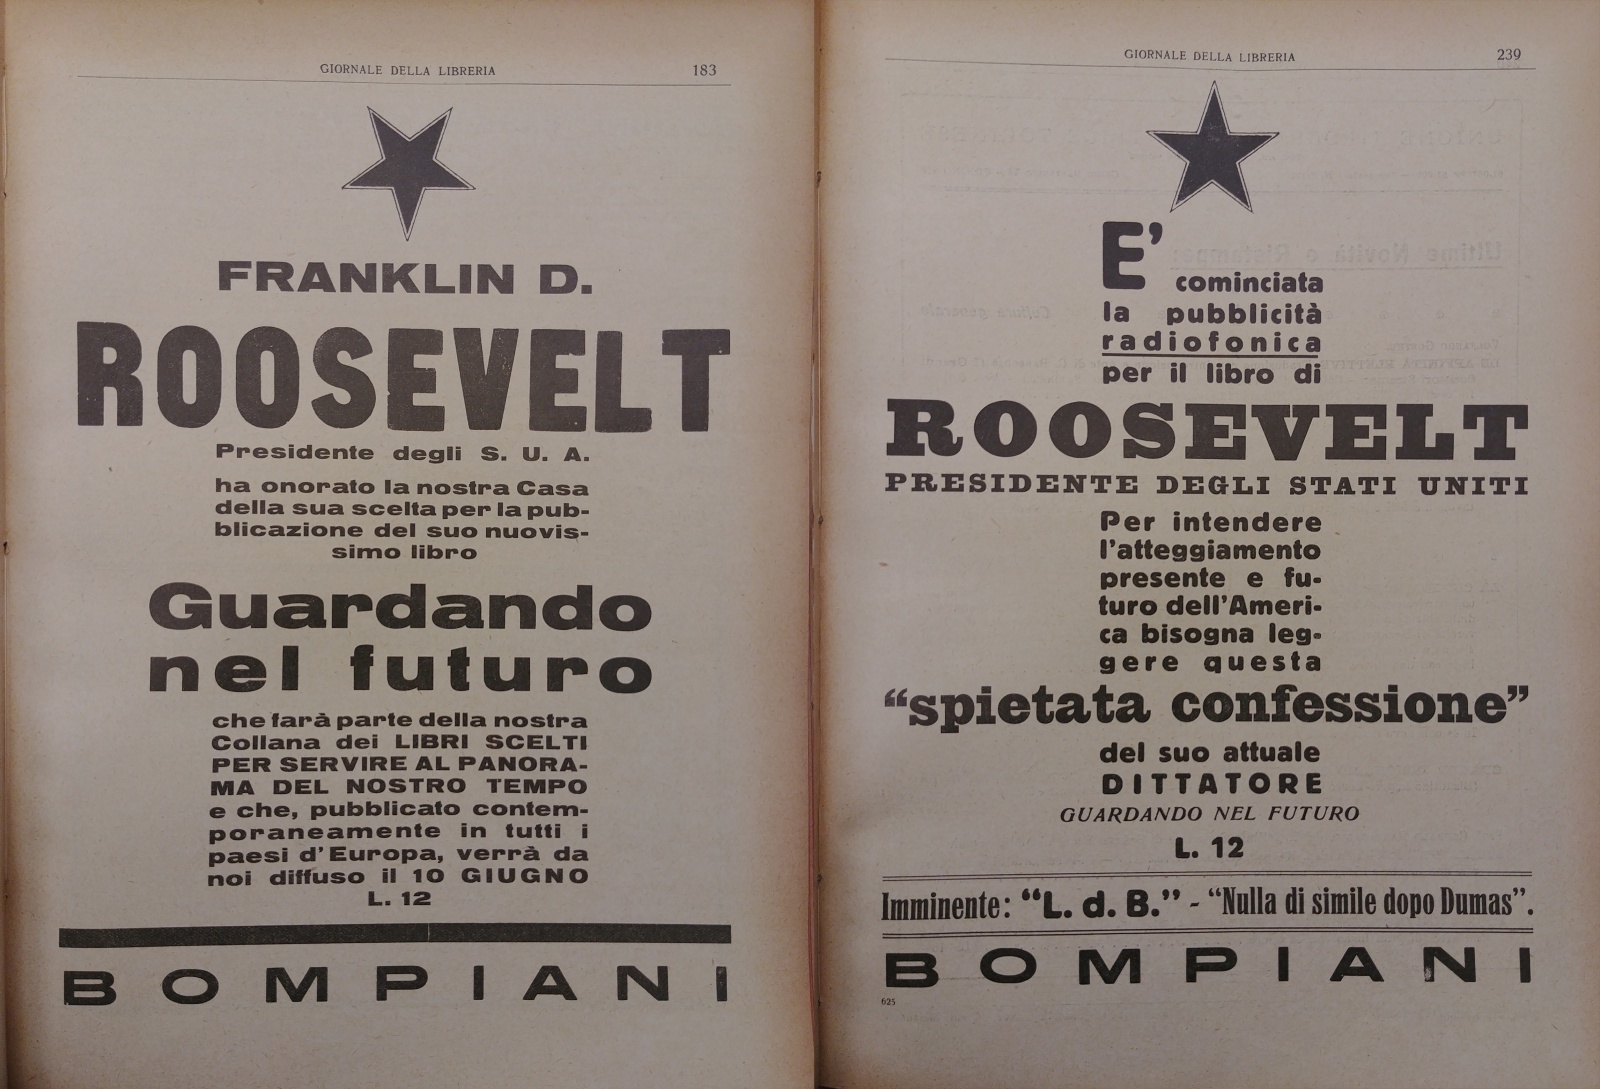 GIORNALE DELLA LIBRERIA 183
FRANKLIN D.
ROOSEVELT
Presidente degli S. U. A.
ha onorato la nostra Casa
della sua scelta per la pub-
blicazione del suo nuovis-
simo libro
Guardando
nel futuro
che farà parte della nostra
Collana dei LIBRI SCELTI
PER SERVIRE AL PANORA-
MA DEL NOSTRO TEMPO
e che, pubblicato contem-
poraneamente in tutti i
paesi d'Europa, verrà da
noi diffuso il 10 GIUGNO
L. 12
BOMPIANI
GIORNALE DELLA LIBRERIA 239
E' cominciata
la pubblicità
radiofonica
per il libro di
ROOSEVELT
PRESIDENTE DEGLI STATI UNITI
Per intendere
l'atteggiamento
presente e fu-
turo dell'Ameri-
ca bisogna leg-
gere questa
“spietata confessione”
del suo attuale
DITTATORE
GUARDANDO NEL FUTURO
L. 12
Imminente: “L. d. B.” - “Nulla di simile dopo Dumas”.
BOMPIANI
625